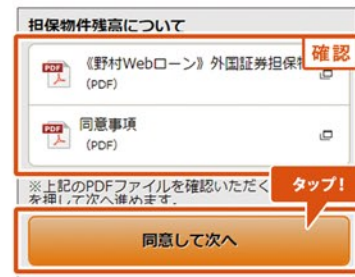 担保物件残高について
確認
《野村Webローン》外国証券担保物
(PDF)
同意事項
(PDF)
※上記のPDFファイルを確認いただく
を押して次へ進めます。
タップ!
同意して次へ